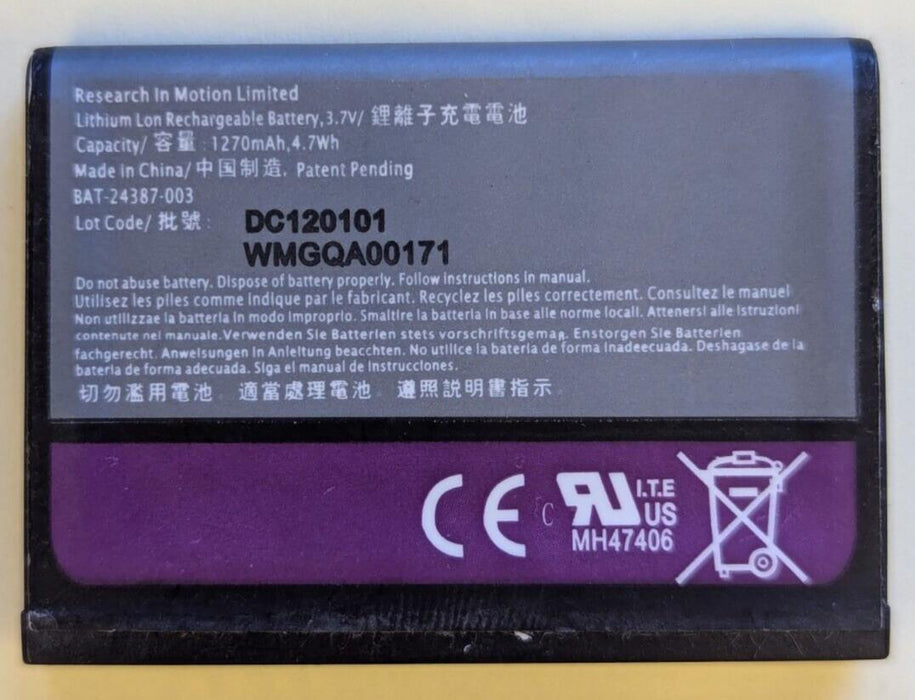 Research In Motion Limited
Lithium Lon Rechargeable Battery, 3.7V/ 鋰離子充電電池
Capacity/ 容量 : 1270mAh, 4.7Wh
Made in China/ 中国制造. Patent Pending
BAT-24387-003
Lot Code/ 批號: DC120101
WMGQA00171
Do not abuse battery. Dispose of battery properly. Follow instructions in manual.
Utilisez les piles comme indique par le fabricant. Recyclez les piles correctement. Consultez le manuel
Non utilizzae la batteria in modo improprio. Smaltire la batteria in base alle norme locali. Attenersi alle istruzioni
contenute nel manuale. Verwenden Sie Batterien stets vorschriftsgemag. Enstorgen Sie Batterien
fachgerecht. Anweisungen in Anleitung beacchten. No utilice la bateria de forma inadeecuada. Deshagase de la
bateria de forma adecuada. Siga el manual de instrucciones.
切勿濫用電池。適當處理電池。遵照説明書指示。
CE c RU I.T.E
US
MH47406